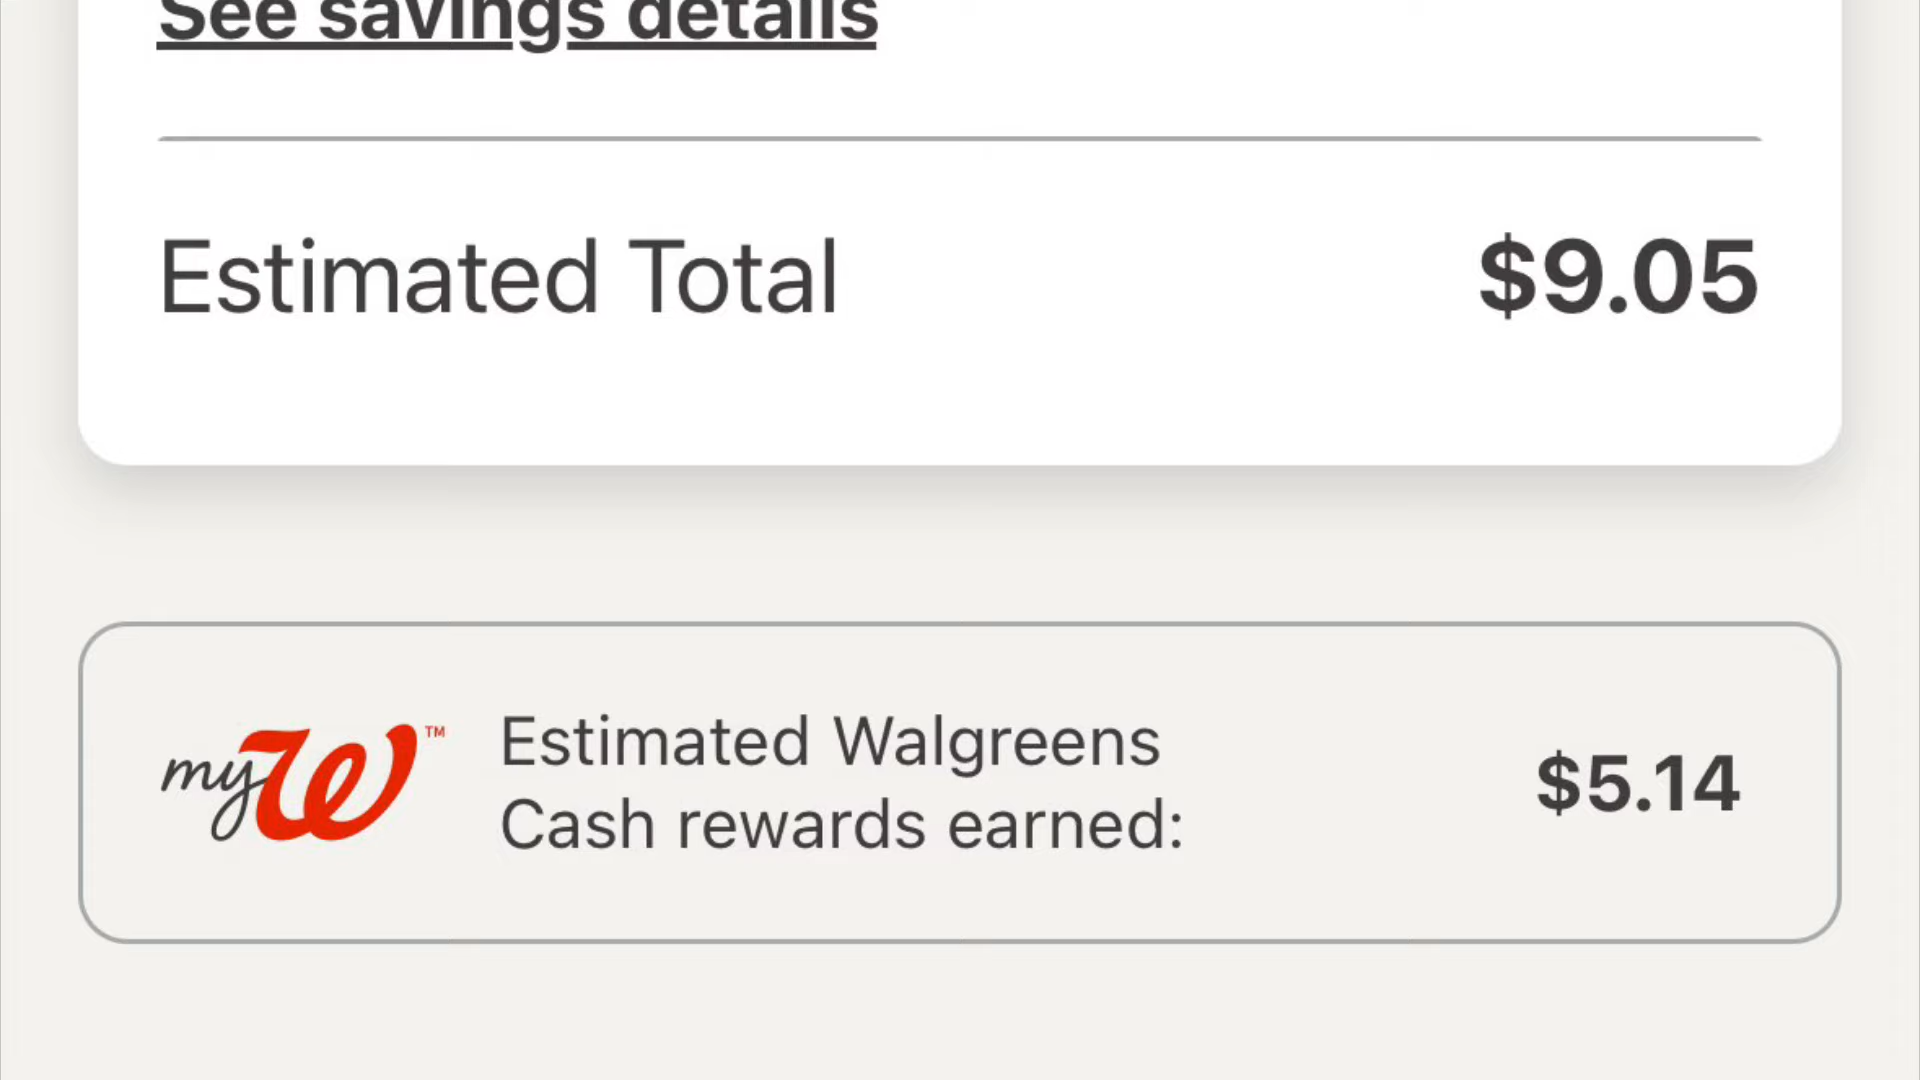 See savings details
Estimated Total $9.05
myW™ Estimated Walgreens
Cash rewards earned: $5.14